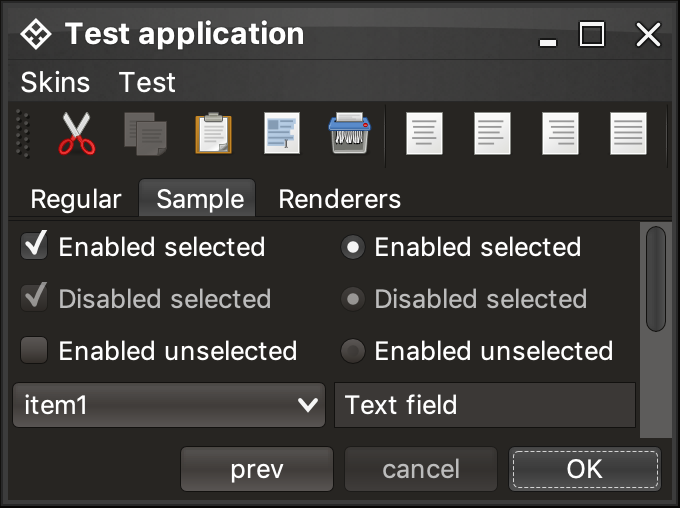 Test application
Skins Test
Regular Sample Renderers
Enabled selected Enabled selected
Disabled selected Disabled selected
Enabled unselected Enabled unselected
item1 Text field
prev cancel OK